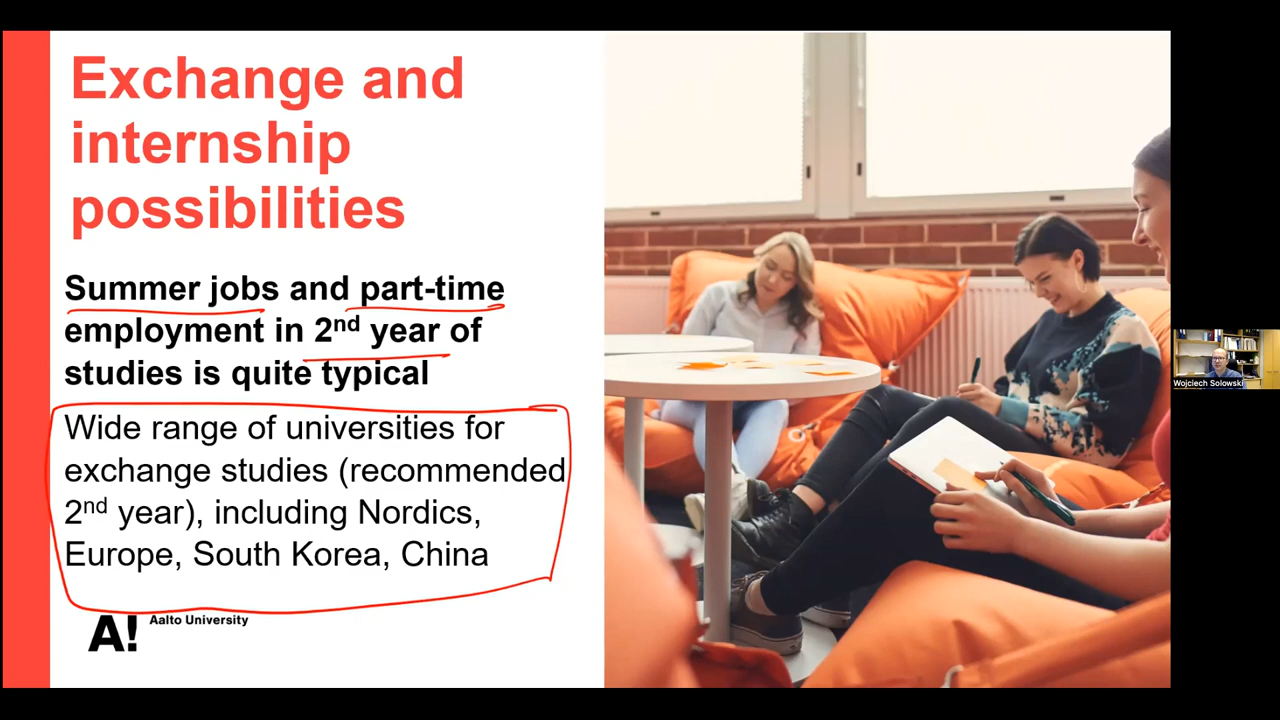 Exchange and
internship
possibilities
Summer jobs and part-time
employment in 2nd year of
studies is quite typical
Wide range of universities for
exchange studies (recommended
2nd year), including Nordics,
Europe, South Korea, China
A! Aalto University
Wojciech Solowski